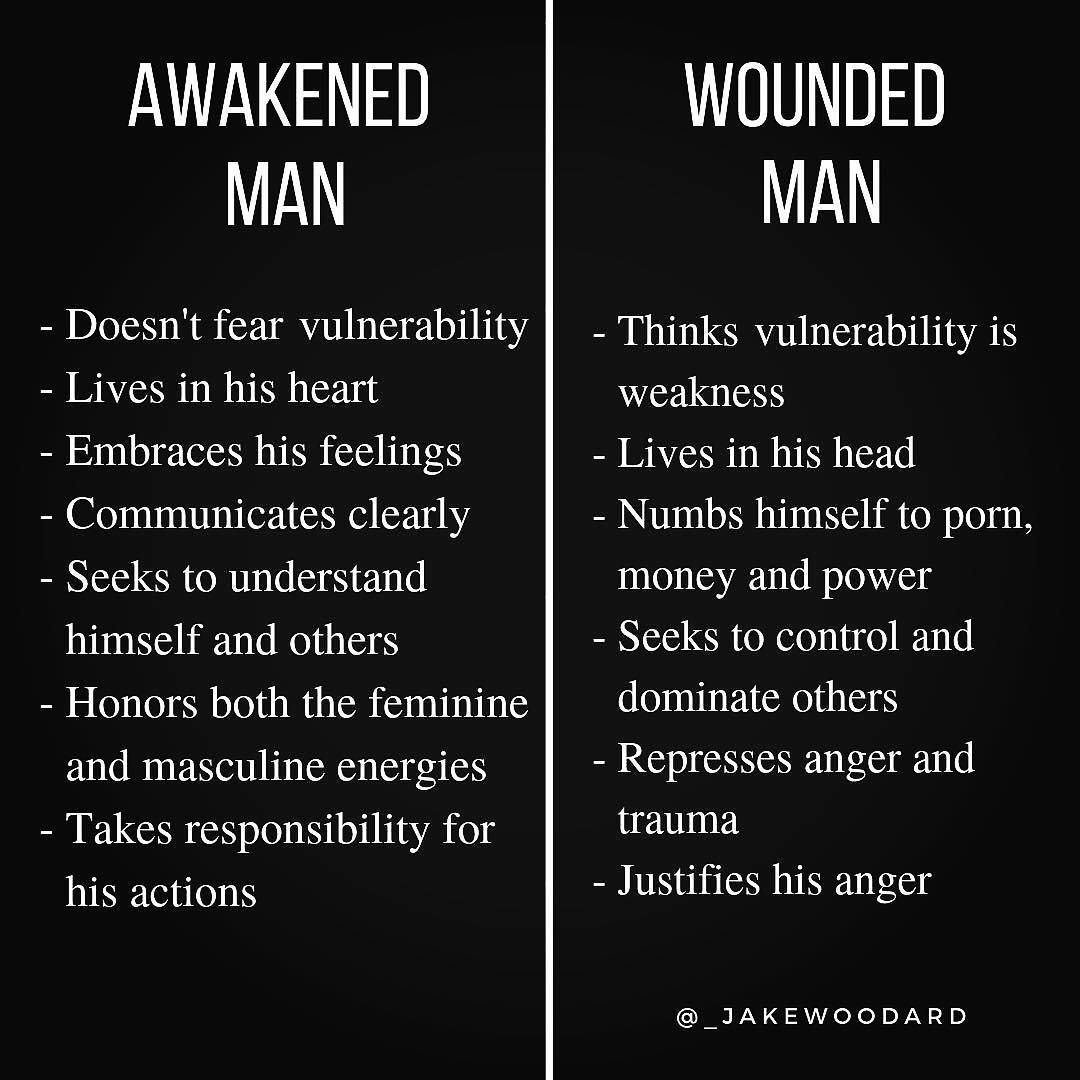 AWAKENED
MAN
- Doesn't fear vulnerability
- Lives in his heart
- Embraces his feelings
- Communicates clearly
- Seeks to understand
himself and others
- Honors both the feminine
and masculine energies
- Takes responsibility for
his actions
WOUNDED
MAN
- Thinks vulnerability is
weakness
- Lives in his head
- Numbs himself to porn,
money and power
- Seeks to control and
dominate others
- Represses anger and
trauma
- Justifies his anger
@_JAKEWOODARD